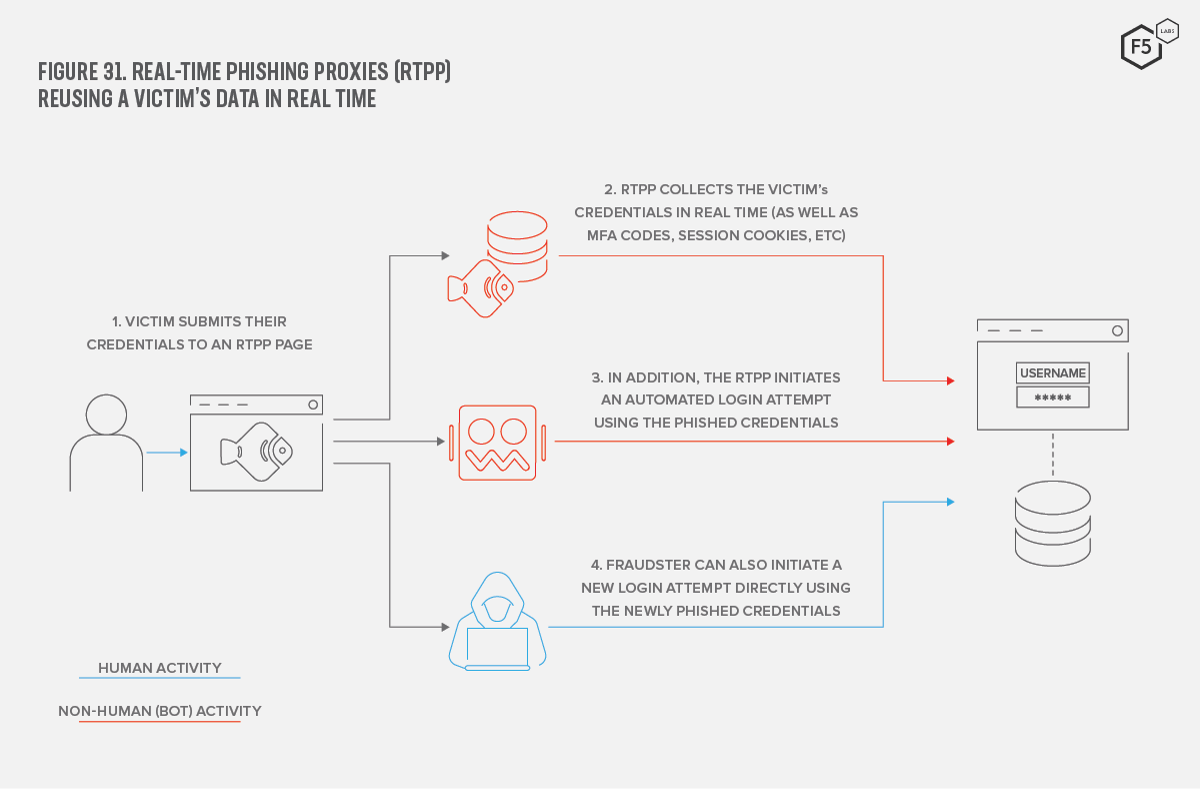 FIGURE 31. REAL-TIME PHISHING PROXIES (RTPP)
REUSING A VICTIM'S DATA IN REAL TIME
F5
LABS
2. RTPP COLLECTS THE VICTIM's
CREDENTIALS IN REAL TIME (AS WELL AS
MFA CODES, SESSION COOKIES, ETC)
1. VICTIM SUBMITS THEIR
CREDENTIALS TO AN RTPP PAGE
3. IN ADDITION, THE RTPP INITIATES
AN AUTOMATED LOGIN ATTEMPT
USING THE PHISHED CREDENTIALS
USERNAME
*****
4. FRAUDSTER CAN ALSO INITIATE A
NEW LOGIN ATTEMPT DIRECTLY USING
THE NEWLY PHISHED CREDENTIALS
HUMAN ACTIVITY
NON-HUMAN (BOT) ACTIVITY